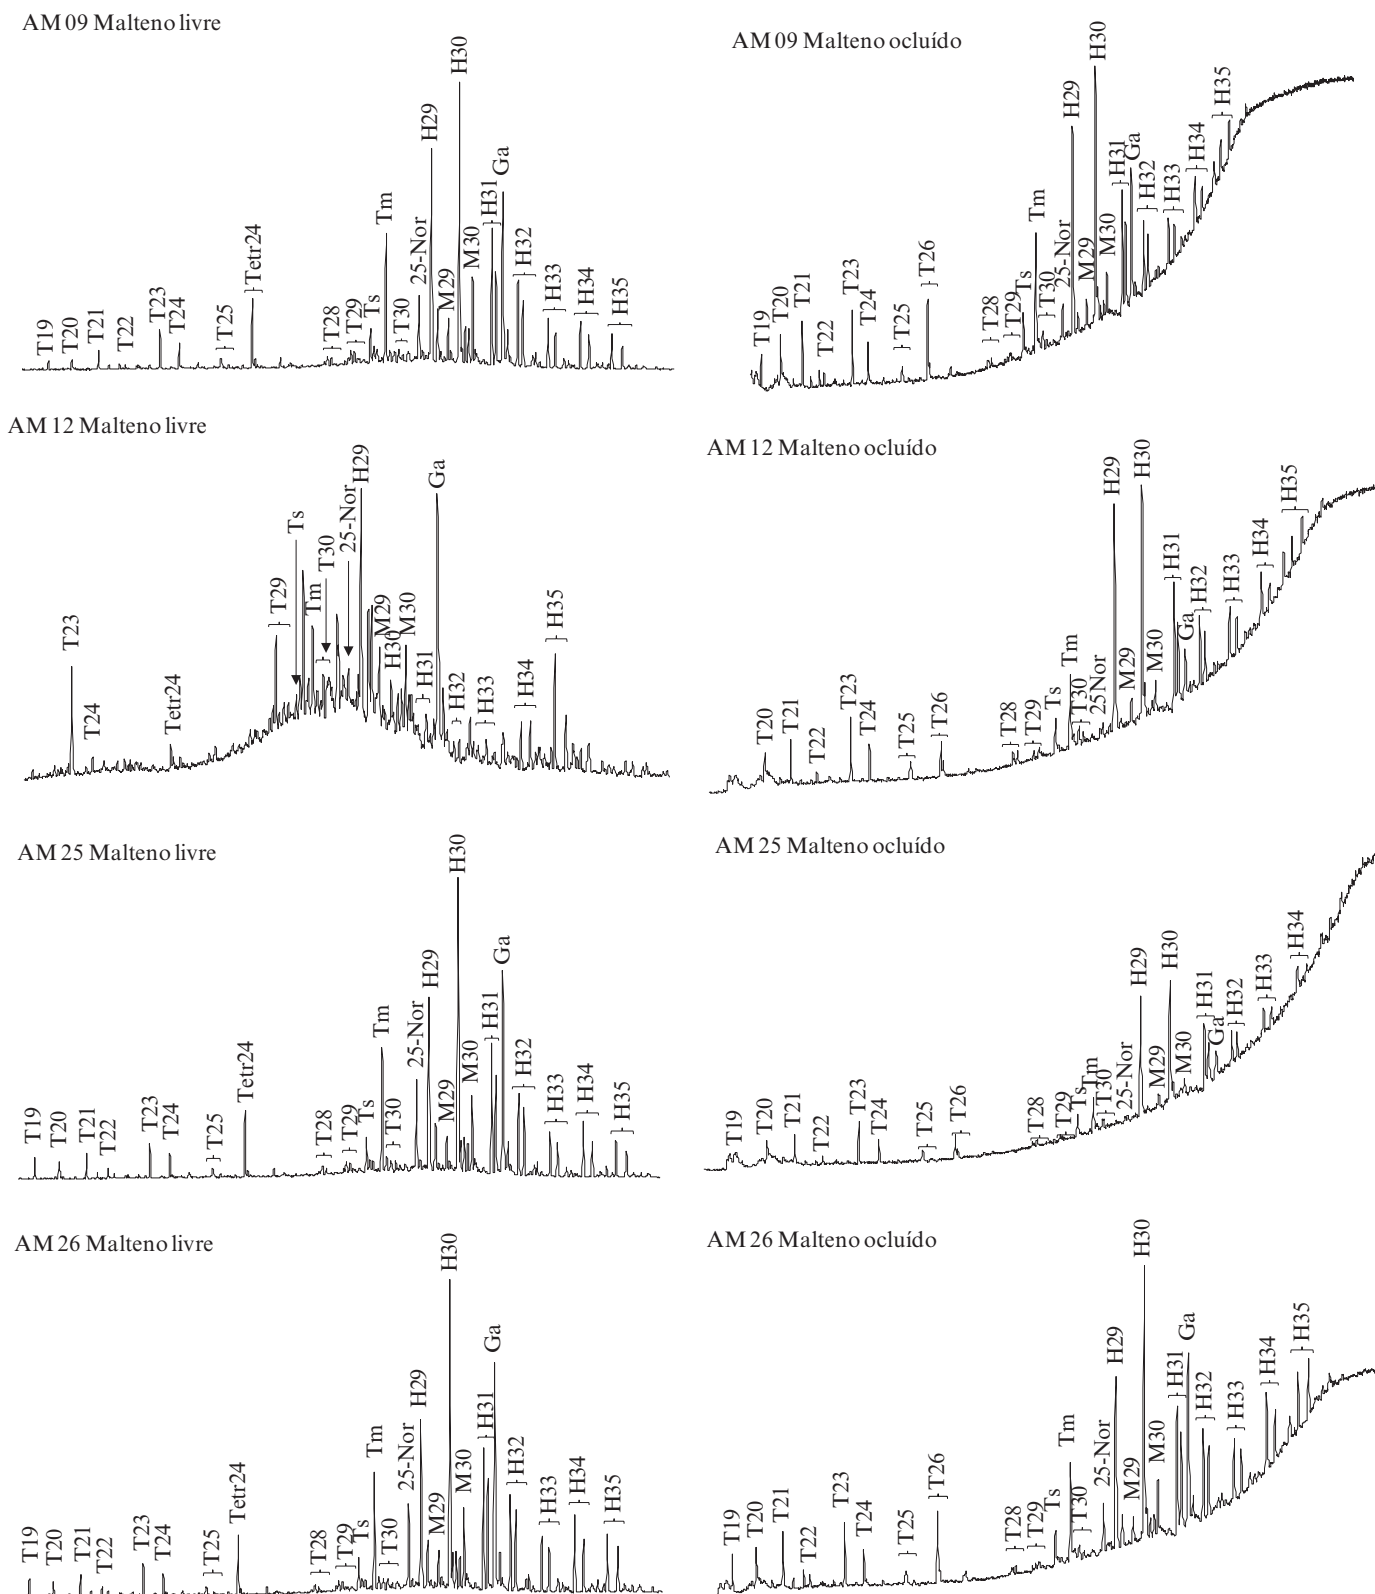 AM 09 Malteno livre
T19
T20
T21
T22
T23
T24
T25
Tetr24
T28
T29
Ts
Tm
T30
25-Nor
H29
M29
H30
M30
H31
Ga
H32
H33
H34
H35
AM 09 Malteno ocluído
T19
T20
T21
T22
T23
T24
T25
T26
T28
T29
Ts
Tm
T30
25-Nor
H29
M29
H30
M30
H31
Ga
H32
H33
H34
H35
AM 12 Malteno livre
T23
T24
Tetr24
T29
Ts
Tm
T30
25-Nor
H29
M29
H30
M30
H31
Ga
H32
H33
H34
H35
AM 12 Malteno ocluído
T20
T21
T22
T23
T24
T25
T26
T28
T29
Ts
Tm
T30
25Nor
H29
M29
H30
M30
H31
Ga
H32
H33
H34
H35
AM 25 Malteno livre
T19
T20
T21
T22
T23
T24
T25
Tetr24
T28
T29
Ts
Tm
T30
25-Nor
H29
M29
H30
M30
H31
Ga
H32
H33
H34
H35
AM 25 Malteno ocluído
T19
T20
T21
T22
T23
T24
T25
T26
T28
T29
Ts
Tm
T30
25-Nor
H29
M29
H30
M30
H31
Ga
H32
H33
H34
AM 26 Malteno livre
T19
T20
T21
T22
T23
T24
T25
Tetr24
T28
T29
Ts
Tm
T30
25-Nor
H29
M29
H30
M30
H31
Ga
H32
H33
H34
H35
AM 26 Malteno ocluído
T19
T20
T21
T22
T23
T24
T25
T26
T28
T29
Ts
Tm
T30
25-Nor
H29
M29
H30
M30
H31
Ga
H32
H33
H34
H35